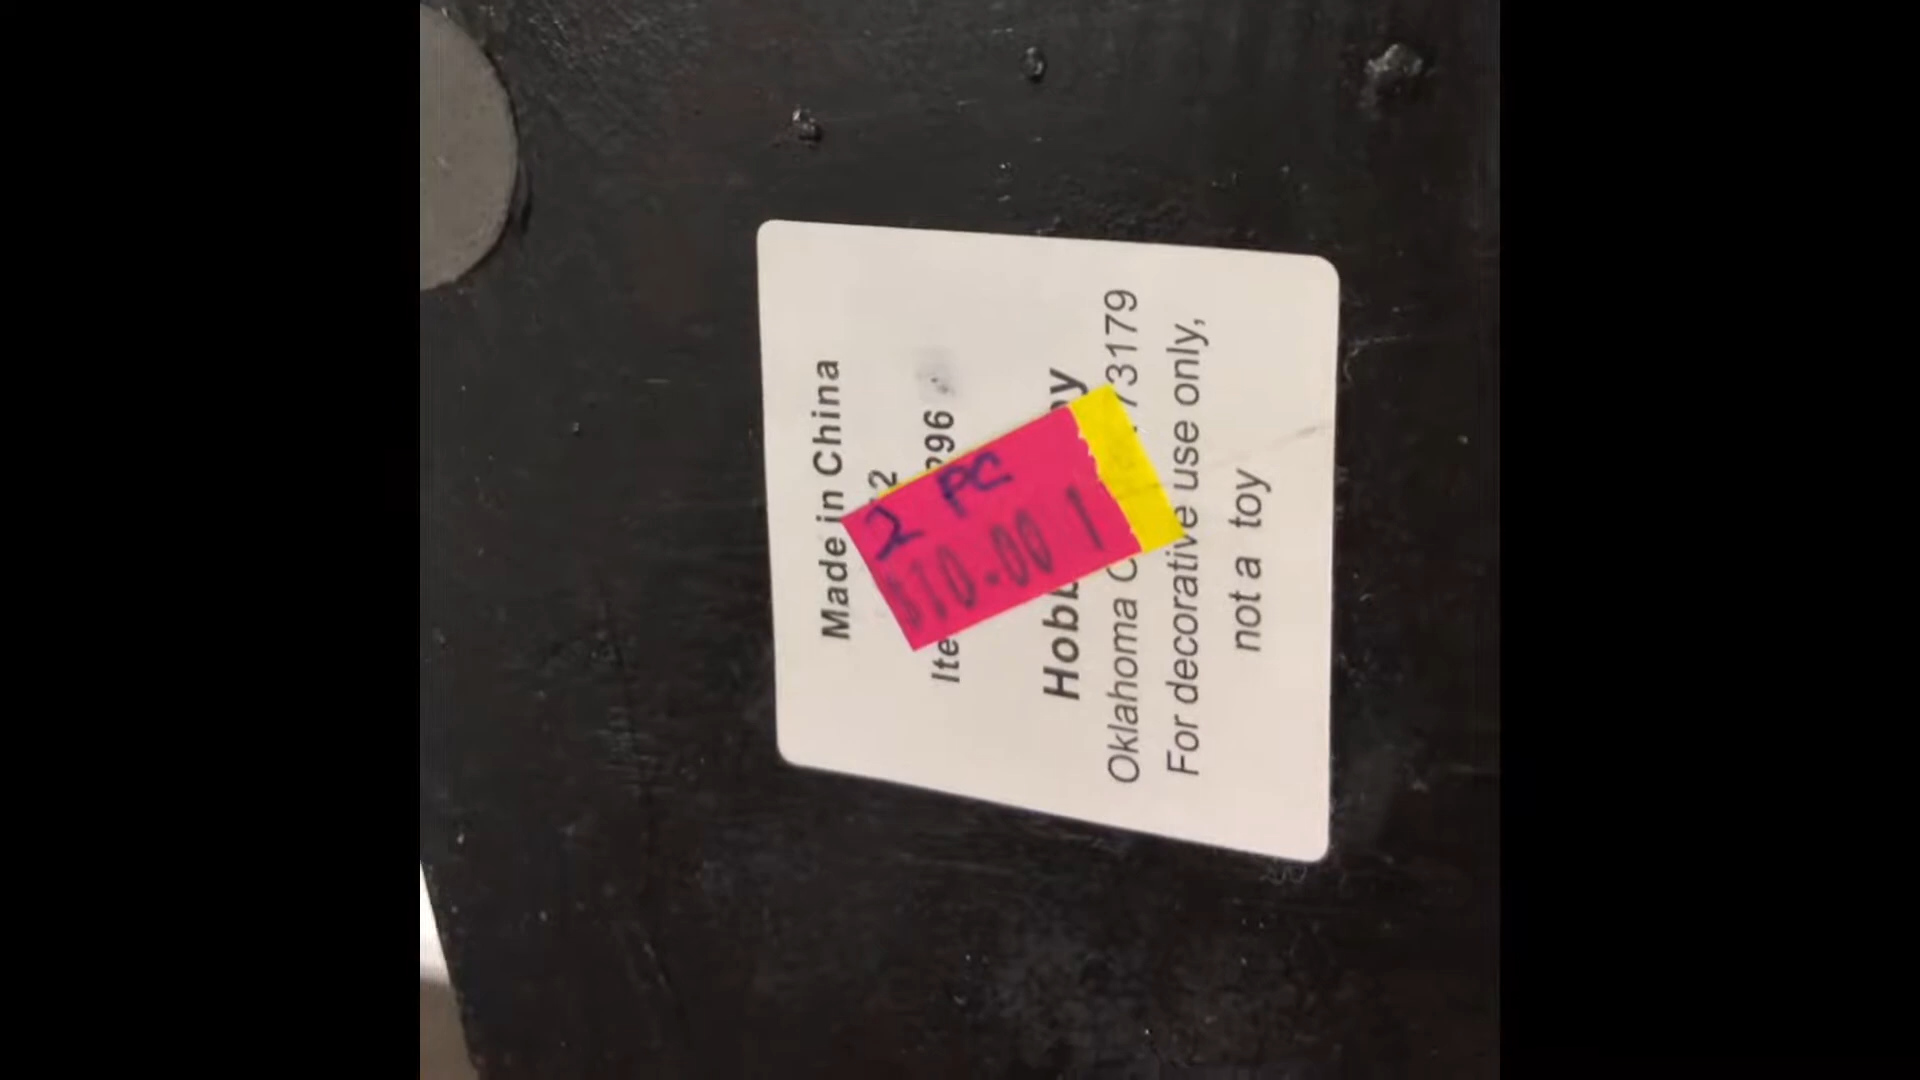 Made in China
2
Ite
96
Hob
y
Oklahoma C
73179
For decorative use only,
not a toy
2 PC
$10.00 1